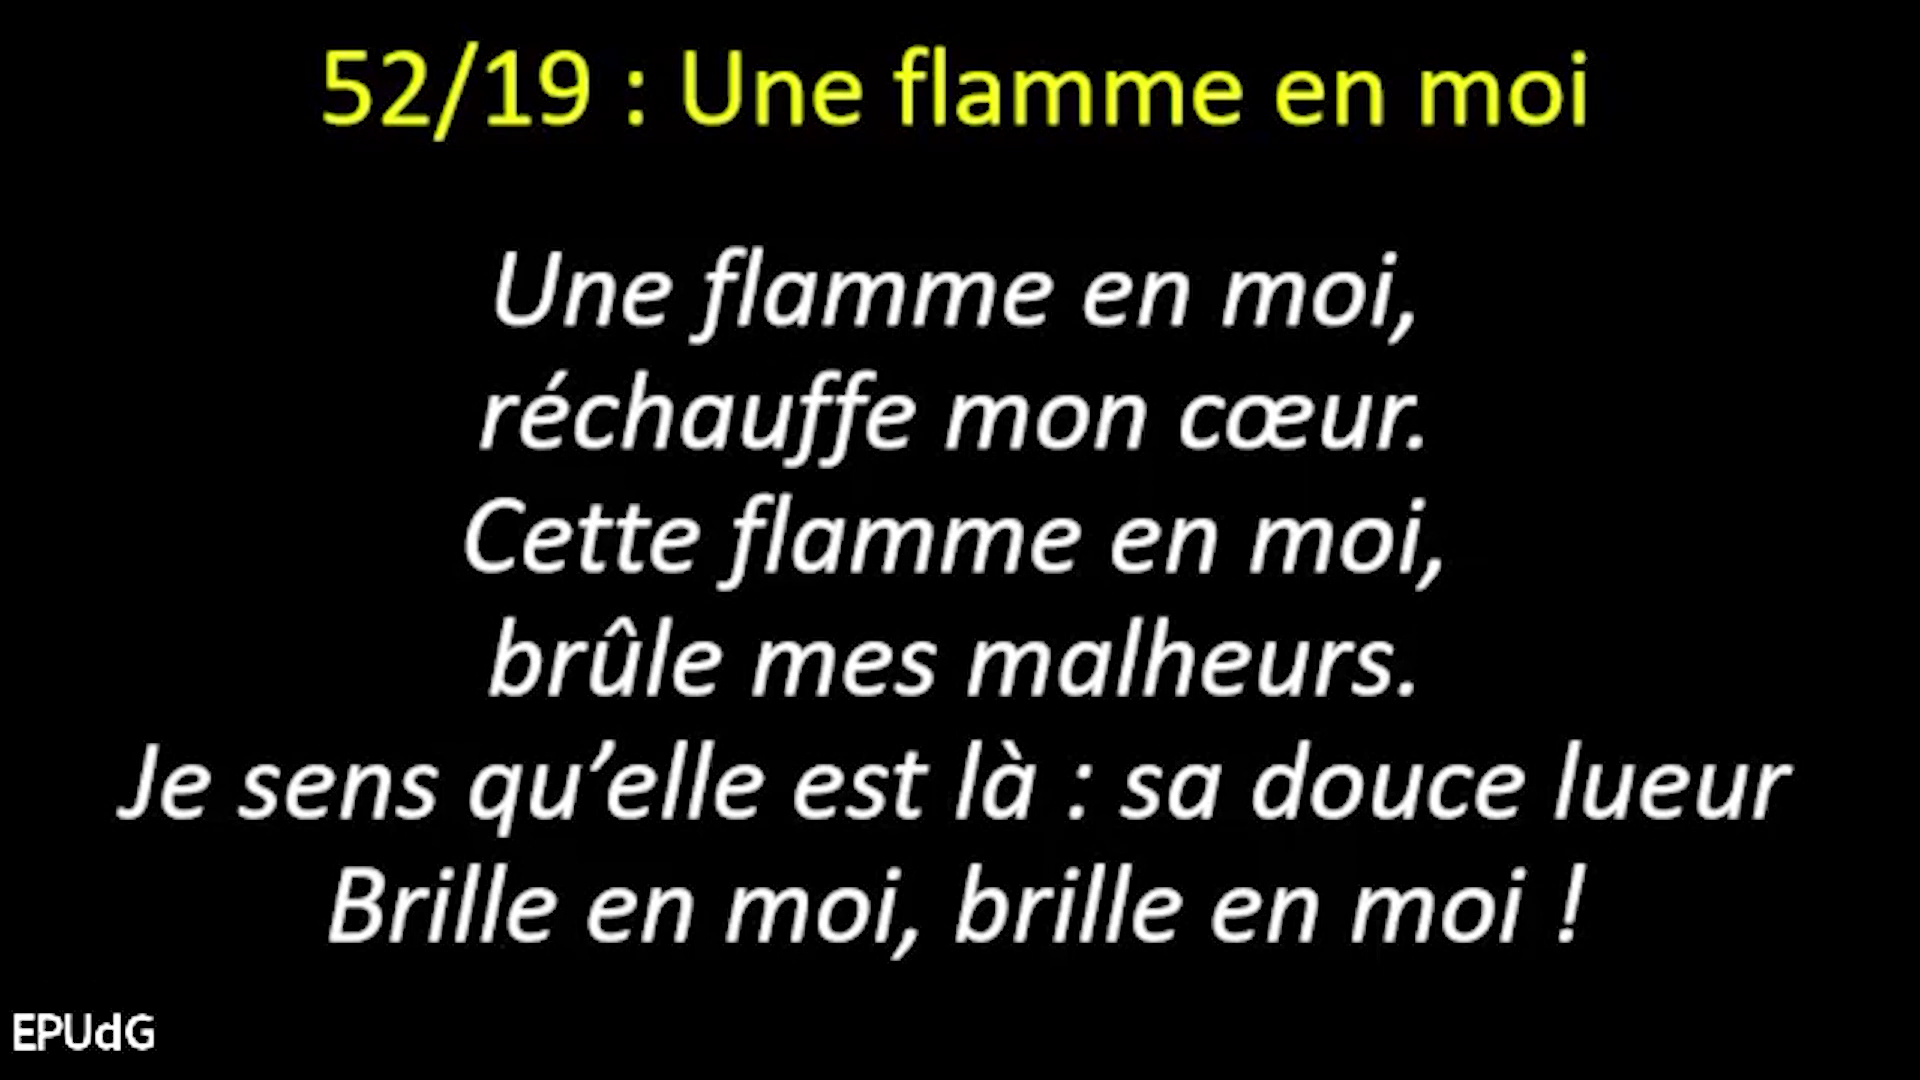 52/19 : Une flamme en moi
Une flamme en moi,
réchauffe mon cœur.
Cette flamme en moi,
brûle mes malheurs.
Je sens qu’elle est là : sa douce lueur
Brille en moi, brille en moi !
EPUdG